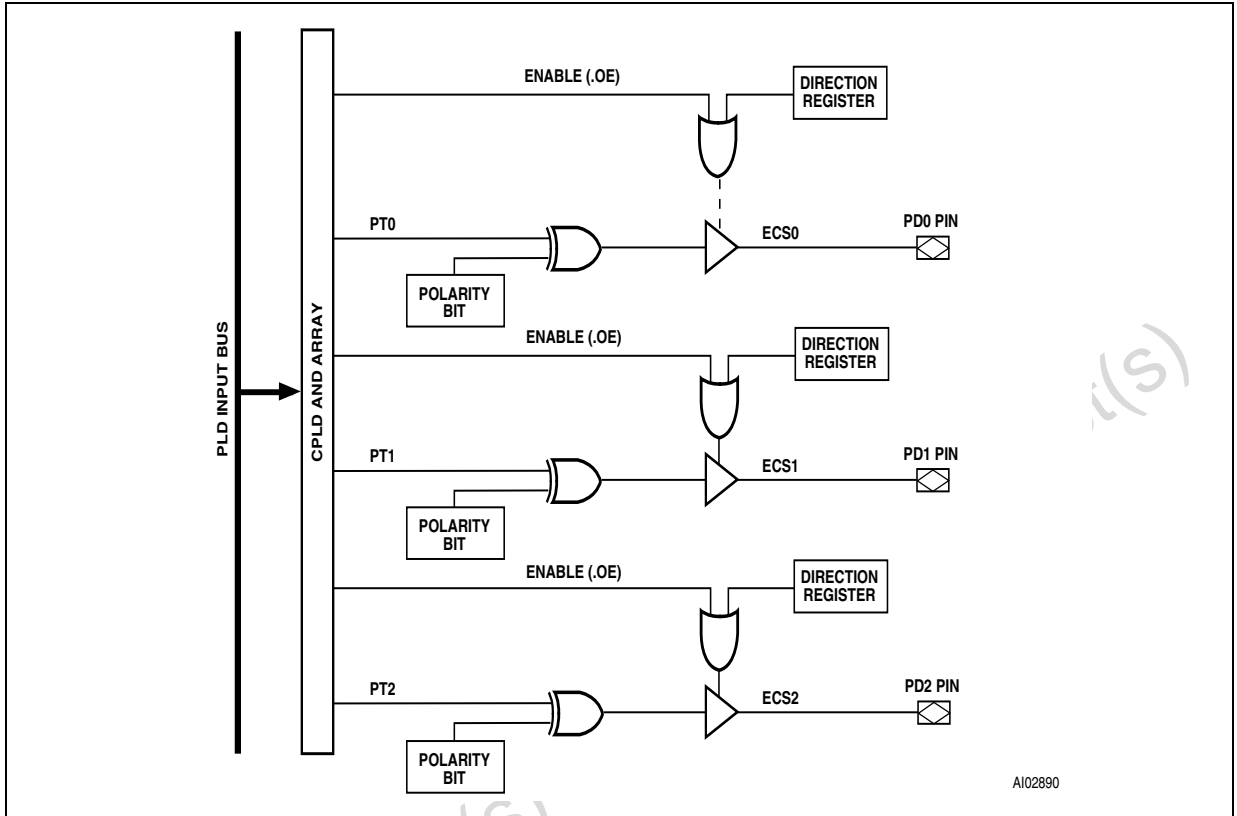 ENABLE (.OE)
DIRECTION
REGISTER
PT0
ECS0
PD0 PIN
POLARITY
BIT
PLD INPUT BUS
CPLD AND ARRAY
ENABLE (.OE)
DIRECTION
REGISTER
PT1
ECS1
PD1 PIN
POLARITY
BIT
ENABLE (.OE)
DIRECTION
REGISTER
PT2
ECS2
PD2 PIN
POLARITY
BIT
AI02890